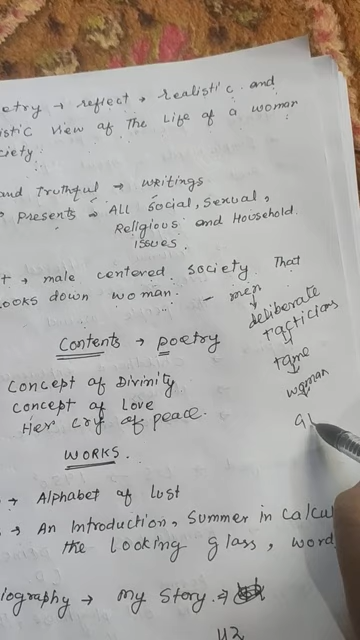 etry → reflect → realistic and
istic view of The Life of a woman
ciety.
and Truthful → writings
presents → All Social, Sexual,
Religious and Household
issues.
t → male centered society That
ooks down woman. - men
deliberate
Tacticians
tame
woman
Contents → poetry
Concept of Divinity
Concept of Love
Her cry of peace.
WORKS.
→ Alphabet of Lust
→ An Introduction, Summer in Calcu
the Looking glass, word
iography → My Story →
42